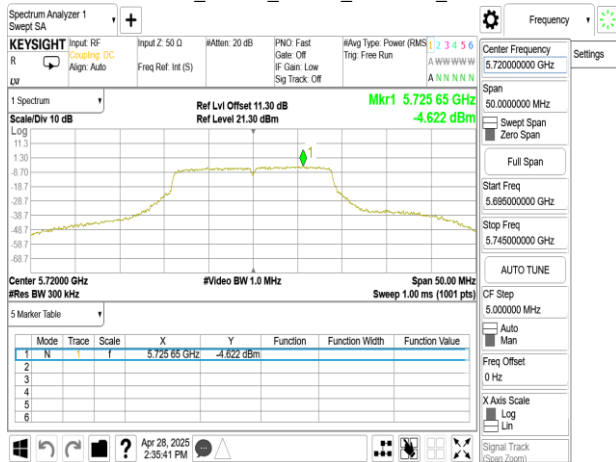 Spectrum Analyzer 1
Swept SA
+
Frequency
KEYSIGHT
R
LXI
Input: RF
Coupling: DC
Align: Auto
Input Z: 50 Ω
Freq Ref: Int (S)
#Atten: 20 dB
PNO: Fast
Gate: Off
IF Gain: Low
Sig Track: Off
#Avg Type: Power (RMS
Trig: Free Run
1 2 3 4 5 6
A W W W W W
A N N N N N
1 Spectrum
Scale/Div 10 dB
Ref Lvl Offset 11.30 dB
Ref Level 21.30 dBm
Mkr1 5.725 65 GHz
-4.622 dBm
Log
11.3
1.30
-8.70
-18.7
-28.7
-38.7
-48.7
-58.7
-68.7
1
Center 5.72000 GHz
#Res BW 300 kHz
#Video BW 1.0 MHz
Span 50.00 MHz
Sweep 1.00 ms (1001 pts)
5 Marker Table
Mode Trace Scale X Y Function Function Width Function Value
1 N 1 f 5.725 65 GHz -4.622 dBm
2
3
4
5
6
Apr 28, 2025
2:35:41 PM
?
Center Frequency
5.720000000 GHz
Settings
Span
50.0000000 MHz
Swept Span
Zero Span
Full Span
Start Freq
5.695000000 GHz
Stop Freq
5.745000000 GHz
AUTO TUNE
CF Step
5.000000 MHz
Auto
Man
Freq Offset
0 Hz
X Axis Scale
Log
Lin
Signal Track
(Span Zoom)